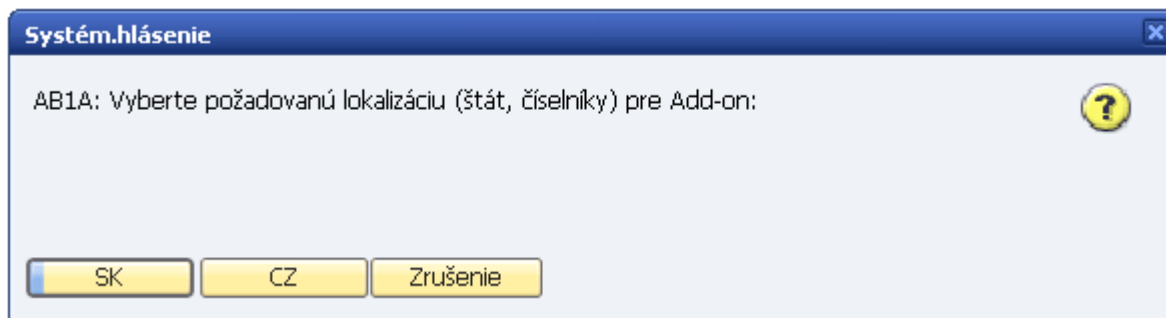 Systém.hlásenie
AB1A: Vyberte požadovanú lokalizáciu (štát, číselníky) pre Add-on:
?
SK CZ Zrušenie